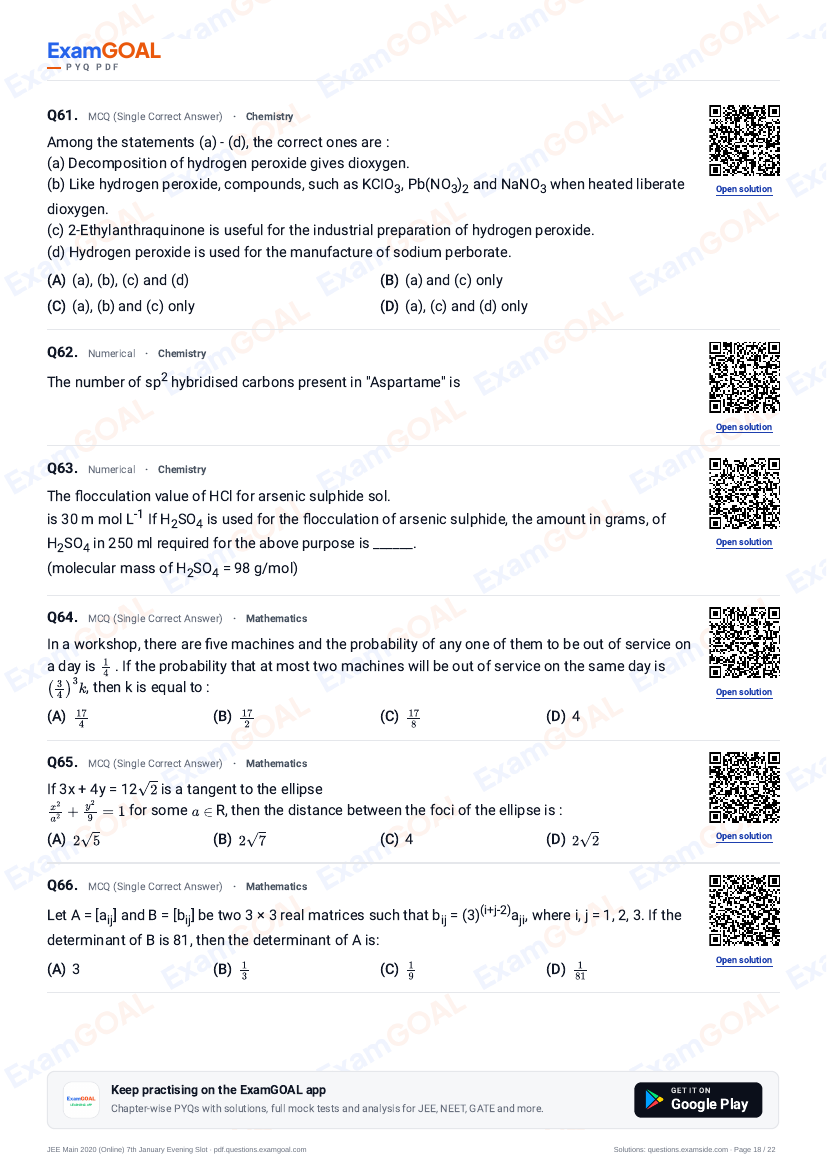 ExamGOAL
PYQ PDF
Q61. MCQ (Single Correct Answer) · Chemistry
Among the statements (a) - (d), the correct ones are :
(a) Decomposition of hydrogen peroxide gives dioxygen.
(b) Like hydrogen peroxide, compounds, such as KClO₃, Pb(NO₃)₂ and NaNO₃ when heated liberate
dioxygen.
(c) 2-Ethylanthraquinone is useful for the industrial preparation of hydrogen peroxide.
(d) Hydrogen peroxide is used for the manufacture of sodium perborate.
(A) (a), (b), (c) and (d) (B) (a) and (c) only
(C) (a), (b) and (c) only (D) (a), (c) and (d) only
Open solution
Q62. Numerical · Chemistry
The number of sp² hybridised carbons present in "Aspartame" is
Open solution
Q63. Numerical · Chemistry
The flocculation value of HCl for arsenic sulphide sol.
is 30 m mol L⁻¹ If H₂SO₄ is used for the flocculation of arsenic sulphide, the amount in grams, of
H₂SO₄ in 250 ml required for the above purpose is ______.
(molecular mass of H₂SO₄ = 98 g/mol)
Open solution
Q64. MCQ (Single Correct Answer) · Mathematics
In a workshop, there are five machines and the probability of any one of them to be out of service on
a day is 1/4 . If the probability that at most two machines will be out of service on the same day is
(3/4)³k, then k is equal to :
(A) 17/4 (B) 17/2 (C) 17/8 (D) 4
Open solution
Q65. MCQ (Single Correct Answer) · Mathematics
If 3x + 4y = 12√2 is a tangent to the ellipse
x²/a² + y²/9 = 1 for some a ∈ R, then the distance between the foci of the ellipse is :
(A) 2√5 (B) 2√7 (C) 4 (D) 2√2
Open solution
Q66. MCQ (Single Correct Answer) · Mathematics
Let A = [aᵢⱼ] and B = [bᵢⱼ] be two 3 × 3 real matrices such that bᵢⱼ = (3)⁽ⁱ⁺ʲ⁻²⁾aⱼᵢ, where i, j = 1, 2, 3. If the
determinant of B is 81, then the determinant of A is:
(A) 3 (B) 1/3 (C) 1/9 (D) 1/81
Open solution
Keep practising on the ExamGOAL app
Chapter-wise PYQs with solutions, full mock tests and analysis for JEE, NEET, GATE and more.
GET IT ON
Google Play
JEE Main 2020 (Online) 7th January Evening Slot · pdf.questions.examgoal.com
Solutions: questions.examside.com · Page 18 / 22